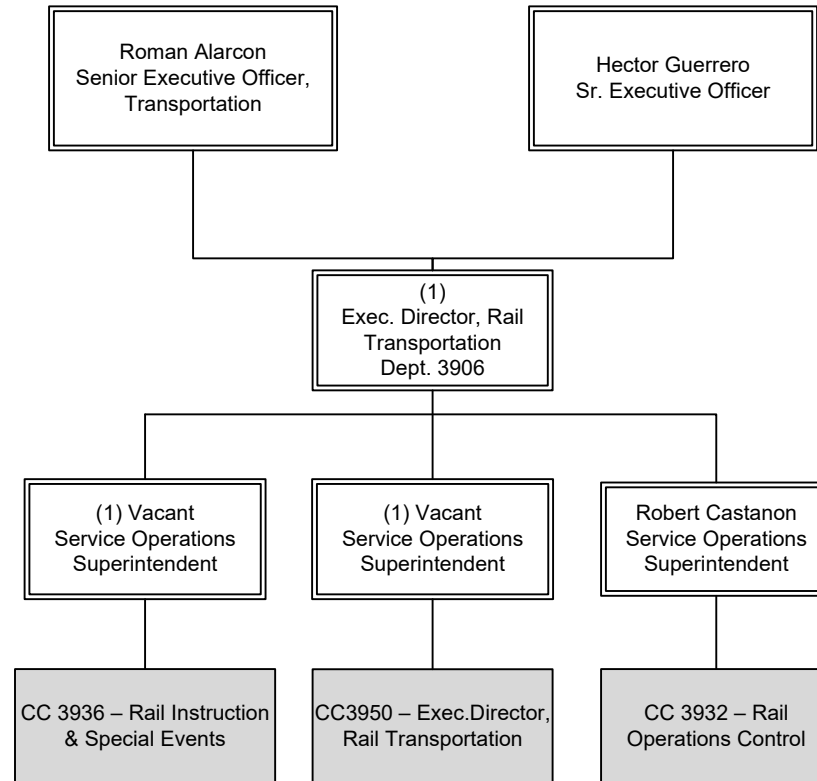 Roman Alarcon
Senior Executive Officer,
Transportation
Hector Guerrero
Sr. Executive Officer
(1)
Exec. Director, Rail
Transportation
Dept. 3906
(1) Vacant
Service Operations
Superintendent
(1) Vacant
Service Operations
Superintendent
Robert Castanon
Service Operations
Superintendent
CC 3936 – Rail Instruction
& Special Events
CC3950 – Exec.Director,
Rail Transportation
CC 3932 – Rail
Operations Control